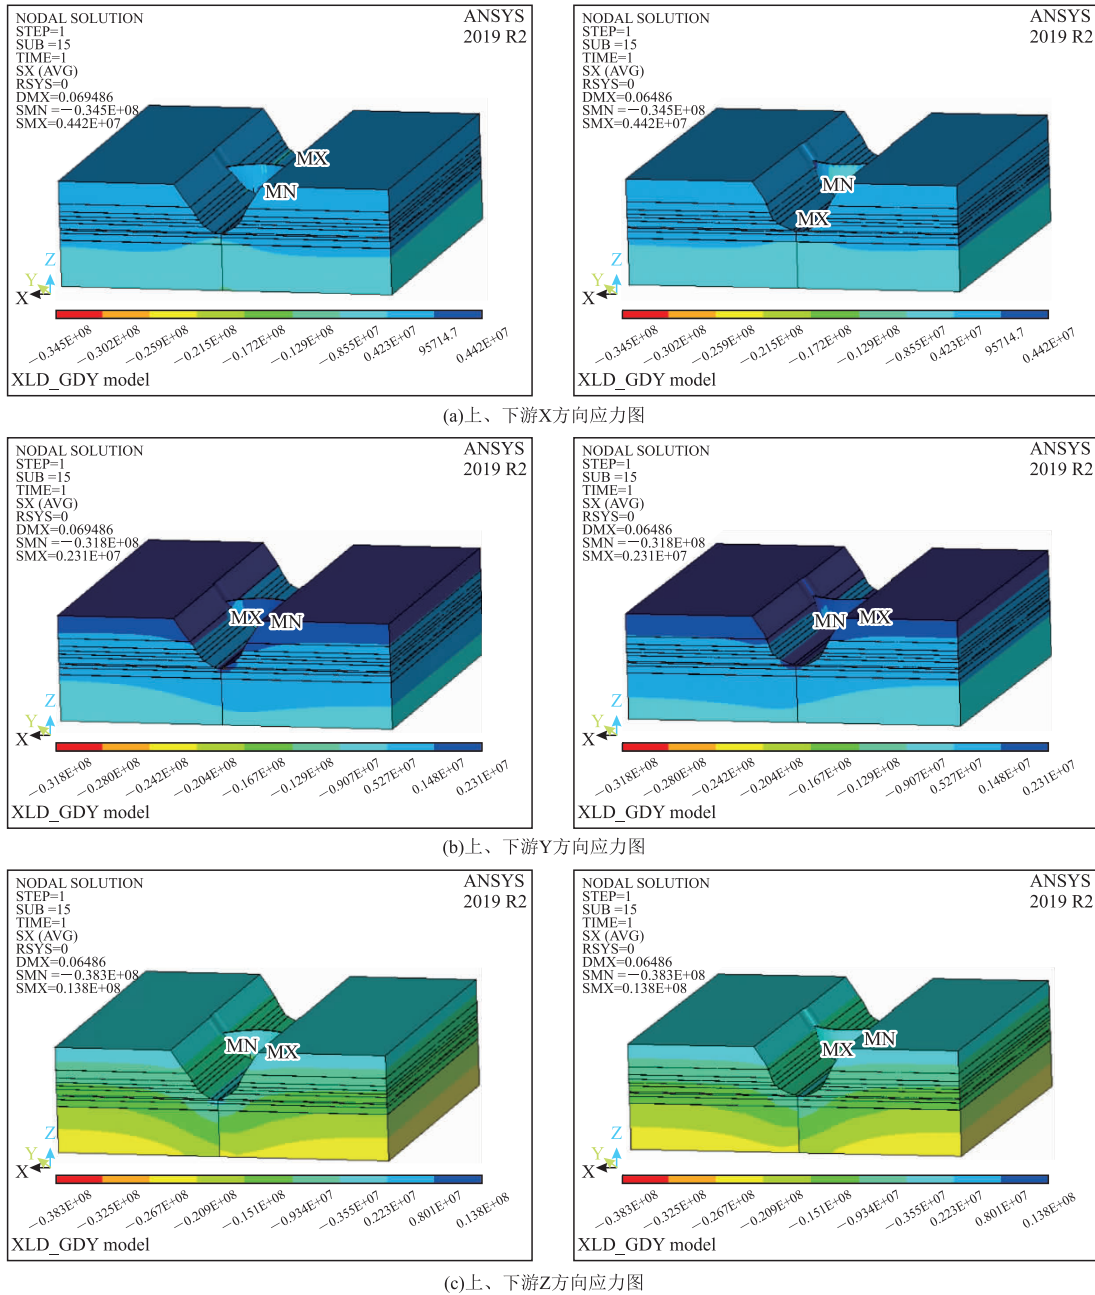 NODAL SOLUTION
STEP=1
SUB =15
TIME=1
SX (AVG)
RSYS=0
DMX=0.069486
SMN =−0.345E+08
SMX=0.442E+07
ANSYS
2019 R2
MX
MN
Z
Y
X
−0.345E+08
−0.302E+08
−0.259E+08
−0.215E+08
−0.172E+08
−0.129E+08
−0.855E+07
0.423E+07
95714.7
0.442E+07
XLD_GDY model
NODAL SOLUTION
STEP=1
SUB =15
TIME=1
SX (AVG)
RSYS=0
DMX=0.06486
SMN =−0.345E+08
SMX=0.442E+07
ANSYS
2019 R2
MN
MX
Z
Y
X
−0.345E+08
−0.302E+08
−0.259E+08
−0.215E+08
−0.172E+08
−0.129E+08
−0.855E+07
0.423E+07
95714.7
0.442E+07
XLD_GDY model
(a)上、下游X方向应力图
NODAL SOLUTION
STEP=1
SUB =15
TIME=1
SX (AVG)
RSYS=0
DMX=0.069486
SMN =−0.318E+08
SMX=0.231E+07
ANSYS
2019 R2
MX
MN
Z
Y
X
−0.318E+08
−0.280E+08
−0.242E+08
−0.204E+08
−0.167E+08
−0.129E+08
−0.907E+07
0.527E+07
0.148E+07
0.231E+07
XLD_GDY model
NODAL SOLUTION
STEP=1
SUB =15
TIME=1
SX (AVG)
RSYS=0
DMX=0.06486
SMN =−0.318E+08
SMX=0.231E+07
ANSYS
2019 R2
MN
MX
Z
Y
X
−0.318E+08
−0.280E+08
−0.242E+08
−0.204E+08
−0.167E+08
−0.129E+08
−0.907E+07
0.527E+07
0.148E+07
0.231E+07
XLD_GDY model
(b)上、下游Y方向应力图
NODAL SOLUTION
STEP=1
SUB =15
TIME=1
SX (AVG)
RSYS=0
DMX=0.06486
SMN =−0.383E+08
SMX=0.138E+08
ANSYS
2019 R2
MN
MX
Z
Y
X
−0.383E+08
−0.325E+08
−0.267E+08
−0.209E+08
−0.151E+08
−0.934E+07
−0.355E+07
0.223E+07
0.801E+07
0.138E+08
XLD_GDY model
NODAL SOLUTION
STEP=1
SUB =15
TIME=1
SX (AVG)
RSYS=0
DMX=0.06486
SMN =−0.383E+08
SMX=0.138E+08
ANSYS
2019 R2
MN
MX
Z
Y
X
−0.383E+08
−0.325E+08
−0.267E+08
−0.209E+08
−0.151E+08
−0.934E+07
−0.355E+07
0.223E+07
0.801E+07
0.138E+08
XLD_GDY model
(c)上、下游Z方向应力图